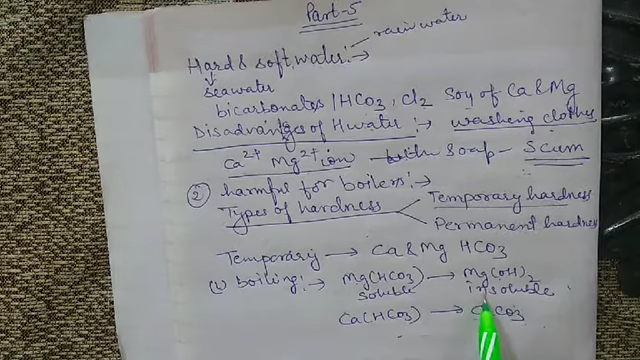 Part-5
rain water
Hard & soft water :→
seawater
bicarbonates / HCO3, Cl2 So4 of Ca & Mg
Disadvantges of H water :→ washing clothes
Ca2+ Mg2+ ion with Soap - Scum
② harmful for boilers :→
Types of hardness Temporary hardness
Permanent hardness
Temporary → Ca & Mg HCO3
(1) boiling :→ Mg(HCO3) → Mg(OH)2
soluble insoluble
Ca(HCO3) → CaCO3